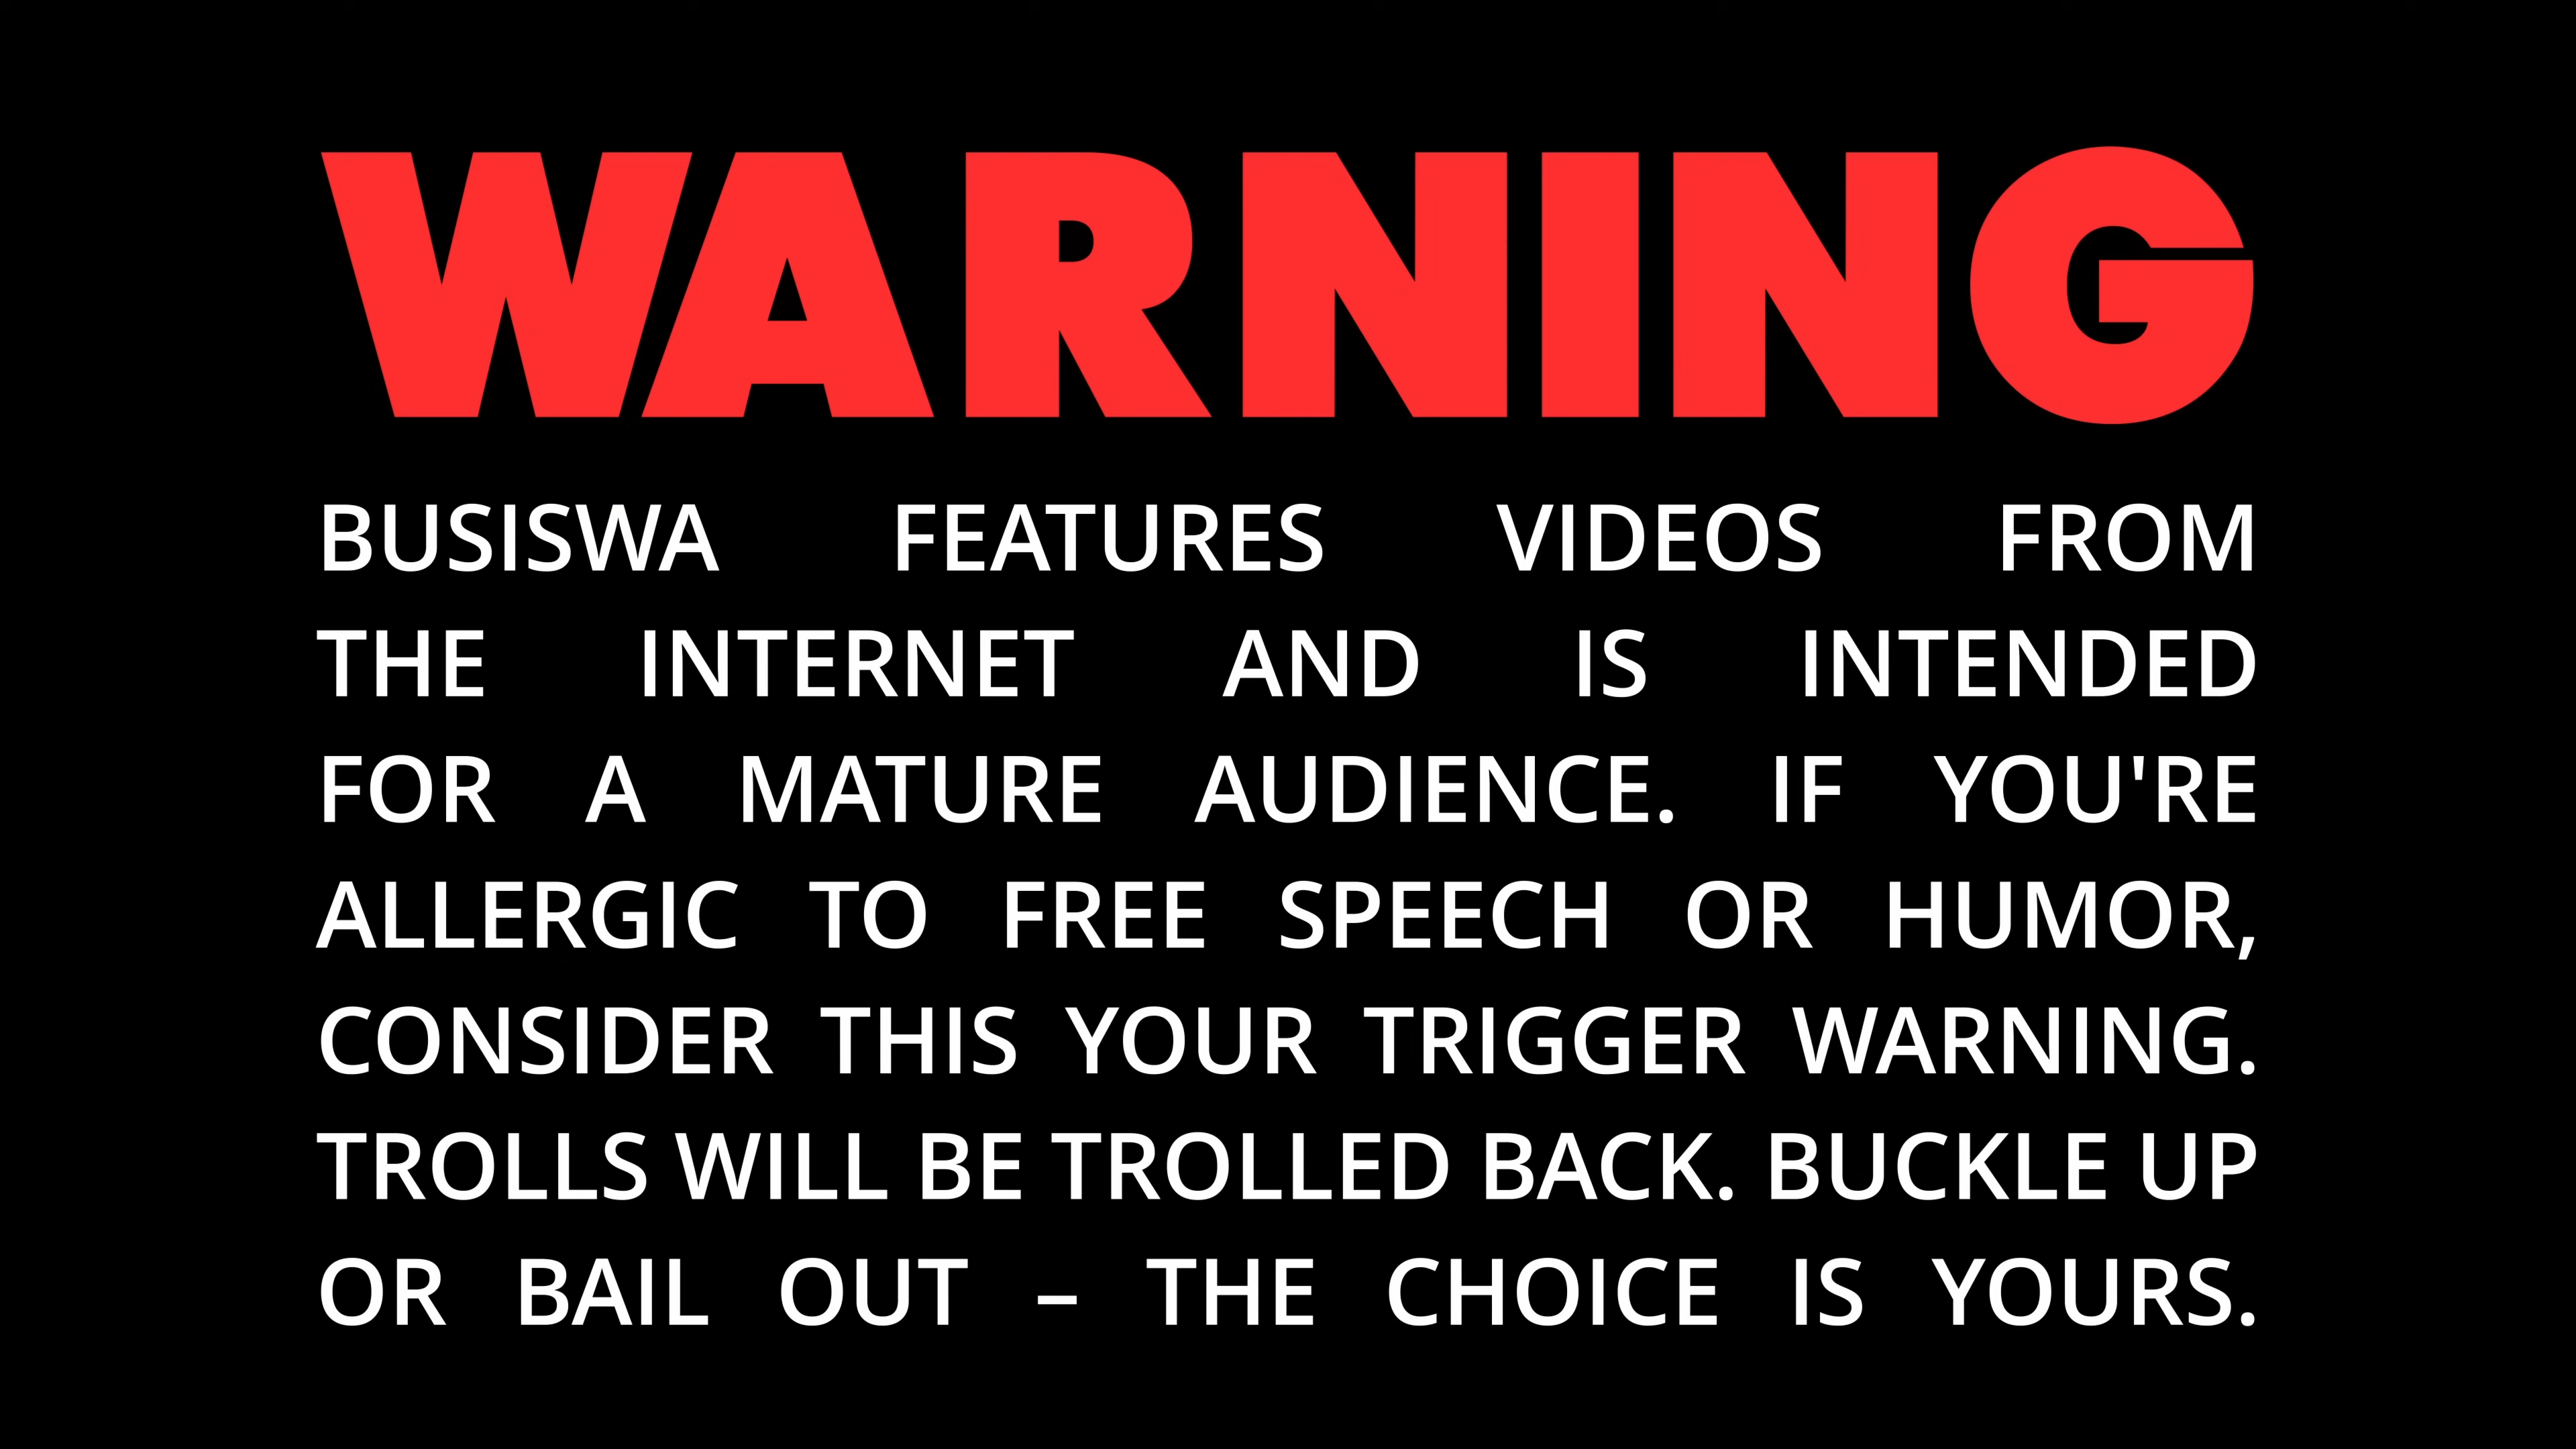 WARNING
BUSISWA FEATURES VIDEOS FROM
THE INTERNET AND IS INTENDED
FOR A MATURE AUDIENCE. IF YOU'RE
ALLERGIC TO FREE SPEECH OR HUMOR,
CONSIDER THIS YOUR TRIGGER WARNING.
TROLLS WILL BE TROLLED BACK. BUCKLE UP
OR BAIL OUT – THE CHOICE IS YOURS.